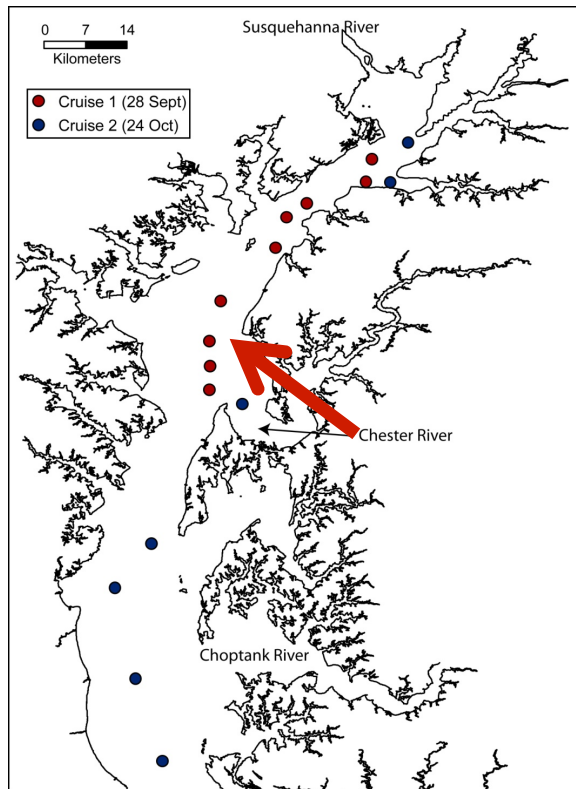 Susquehanna River
0 7 14
Kilometers
Cruise 1 (28 Sept)
Cruise 2 (24 Oct)
Chester River
Choptank River